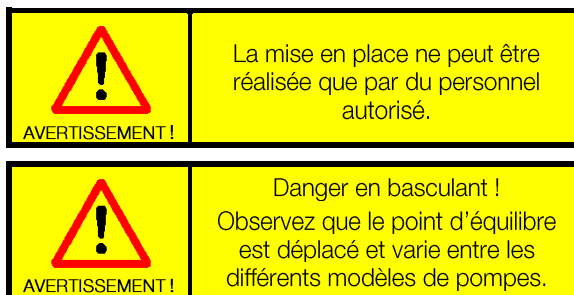 La mise en place ne peut être
réalisée que par du personnel
autorisé.
AVERTISSEMENT !
Danger en basculant !
Observez que le point d'équilibre
est déplacé et varie entre les
différents modèles de pompes.
AVERTISSEMENT !